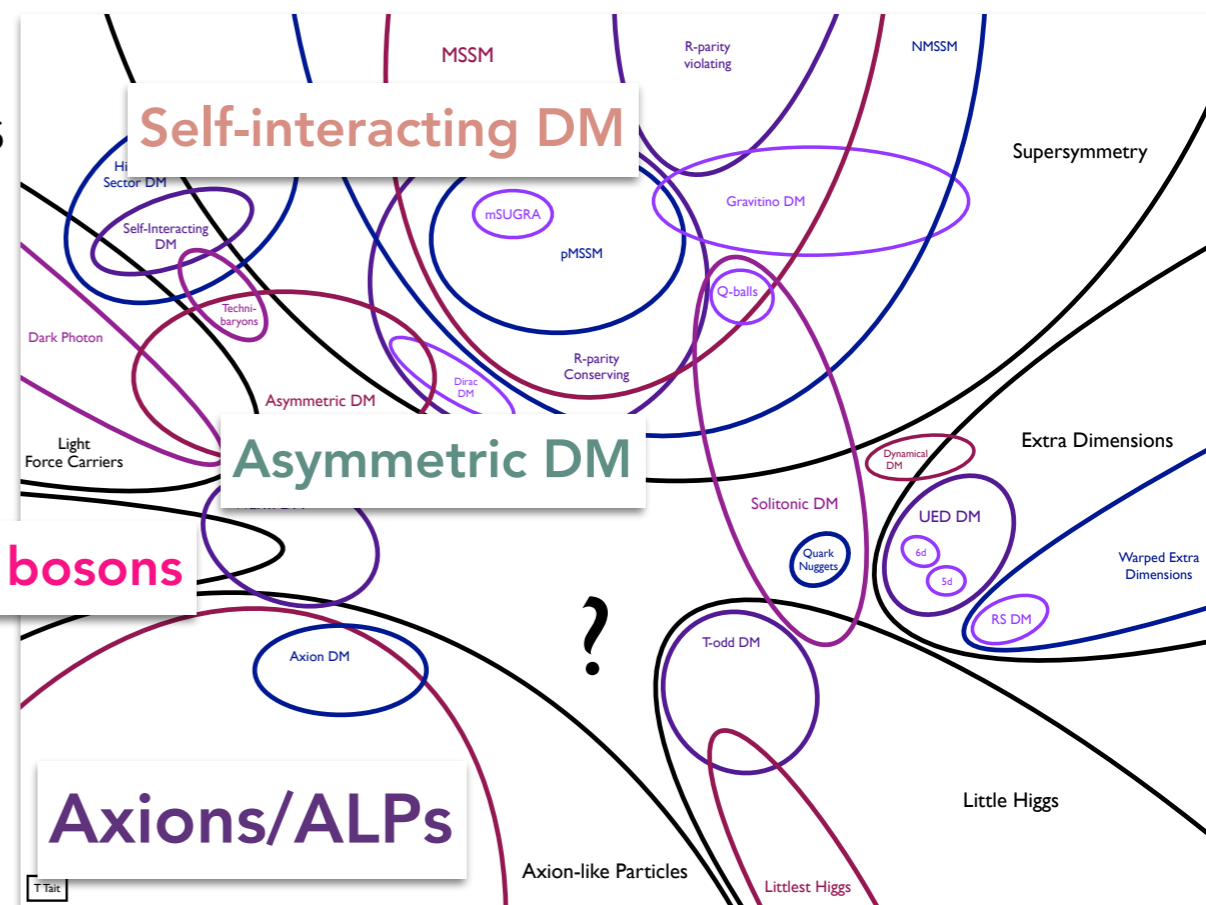 MSSM
R-parity
violating
NMSSM
Self-interacting DM
Supersymmetry
Sector DM
mSUGRA
Gravitino DM
Self-Interacting
DM
pMSSM
Q-balls
Techni-
baryons
Dark Photon
R-parity
Conserving
Dirac
DM
Asymmetric DM
Light
Force Carriers
Asymmetric DM
Extra Dimensions
Dynamical
DM
Solitonic DM
UED DM
6d
5d
Quark
Nuggets
Warped Extra
Dimensions
bosons
RS DM
?
T-odd DM
Axion DM
Axions/ALPs
Little Higgs
Axion-like Particles
Littlest Higgs
T Tait